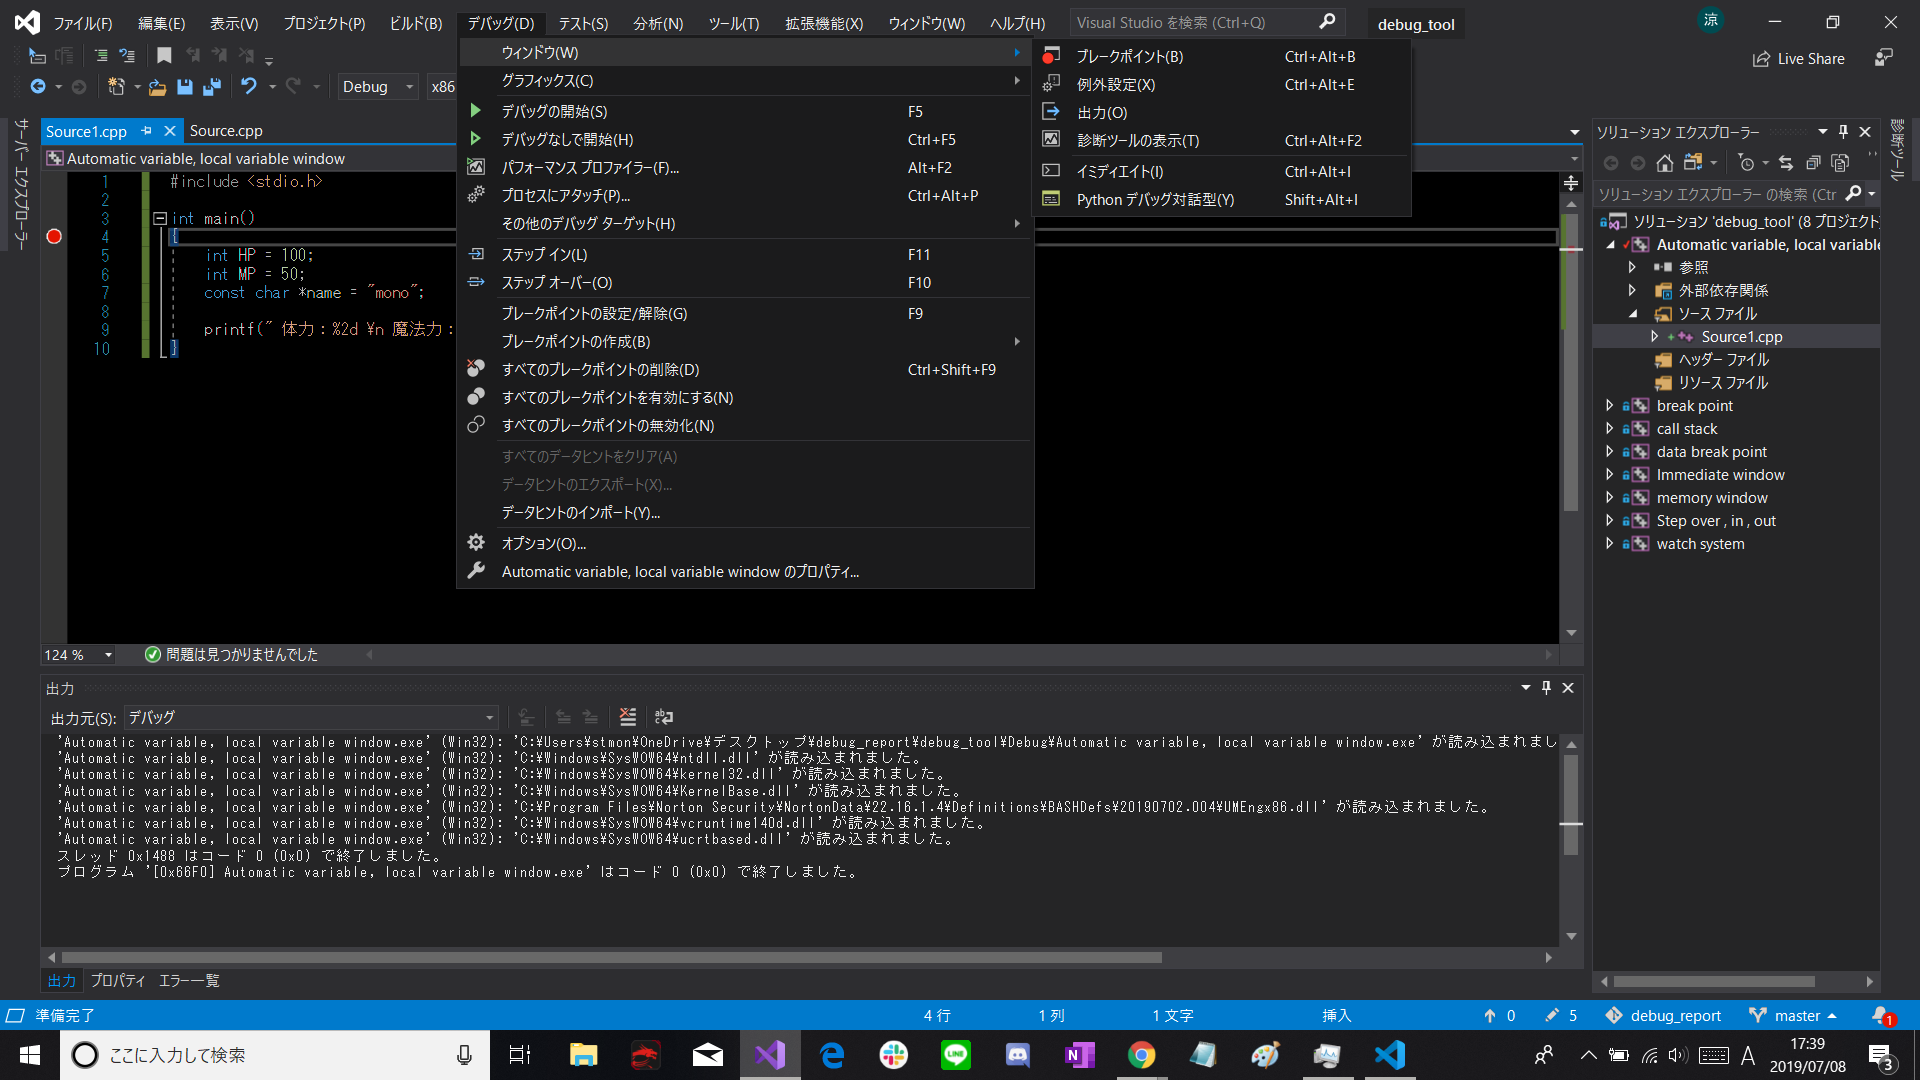 ファイル(F) 編集(E) 表示(V) プロジェクト(P) ビルド(B) デバッグ(D) テスト(S) 分析(N) ツール(T) 拡張機能(X) ウィンドウ(W) ヘルプ(H) Visual Studio を検索 (Ctrl+Q) debug_tool 涼
Live Share
Debug x86
ウィンドウ(W)
グラフィックス(C)
デバッグの開始(S) F5
デバッグなしで開始(H) Ctrl+F5
パフォーマンス プロファイラー(F)... Alt+F2
プロセスにアタッチ(P)... Ctrl+Alt+P
その他のデバッグ ターゲット(H)
ステップ イン(L) F11
ステップ オーバー(O) F10
ブレークポイントの設定/解除(G) F9
ブレークポイントの作成(B)
すべてのブレークポイントの削除(D) Ctrl+Shift+F9
すべてのブレークポイントを有効にする(N)
すべてのブレークポイントの無効化(N)
すべてのデータヒントをクリア(A)
データヒントのエクスポート(X)...
データヒントのインポート(Y)...
オプション(O)...
Automatic variable, local variable window のプロパティ...
ブレークポイント(B) Ctrl+Alt+B
例外設定(X) Ctrl+Alt+E
出力(O)
診断ツールの表示(T) Ctrl+Alt+F2
イミディエイト(I) Ctrl+Alt+I
Python デバッグ対話型(Y) Shift+Alt+I
サーバー エクスプローラー
Source1.cpp Source.cpp
Automatic variable, local variable window
1 #include <stdio.h>
2
3 int main()
4 {
5 int HP = 100;
6 int MP = 50;
7 const char *name = "mono";
8
9 printf(" 体力：%2d ¥n 魔法力：
10 }
124 % 問題は見つかりませんでした
ソリューション エクスプローラー
ソリューション エクスプローラー の検索 (Ctr
ソリューション 'debug_tool' (8 プロジェクト
Automatic variable, local variable
参照
外部依存関係
ソース ファイル
Source1.cpp
ヘッダー ファイル
リソース ファイル
break point
call stack
data break point
Immediate window
memory window
Step over , in , out
watch system
診断ツール
出力
出力元(S): デバッグ
'Automatic variable, local variable window.exe' (Win32): 'C:¥Users¥stmon¥OneDrive¥デスクトップ¥debug_report¥debug_tool¥Debug¥Automatic variable, local variable window.exe' が読み込まれまし
'Automatic variable, local variable window.exe' (Win32): 'C:¥Windows¥SysWOW64¥ntdll.dll' が読み込まれました。
'Automatic variable, local variable window.exe' (Win32): 'C:¥Windows¥SysWOW64¥kernel32.dll' が読み込まれました。
'Automatic variable, local variable window.exe' (Win32): 'C:¥Windows¥SysWOW64¥KernelBase.dll' が読み込まれました。
'Automatic variable, local variable window.exe' (Win32): 'C:¥Program Files¥Norton Security¥NortonData¥22.16.1.4¥Definitions¥BASHDefs¥20190702.004¥UMEngx86.dll' が読み込まれました。
'Automatic variable, local variable window.exe' (Win32): 'C:¥Windows¥SysWOW64¥vcruntime140d.dll' が読み込まれました。
'Automatic variable, local variable window.exe' (Win32): 'C:¥Windows¥SysWOW64¥ucrtbased.dll' が読み込まれました。
スレッド 0x1488 はコード 0 (0x0) で終了しました。
プログラム '[0x66F0] Automatic variable, local variable window.exe' はコード 0 (0x0) で終了しました。
出力 プロパティ エラー一覧
準備完了 4 行 1 列 1 文字 挿入 0 5 debug_report master 1
ここに入力して検索 A 17:39
2019/07/08 3